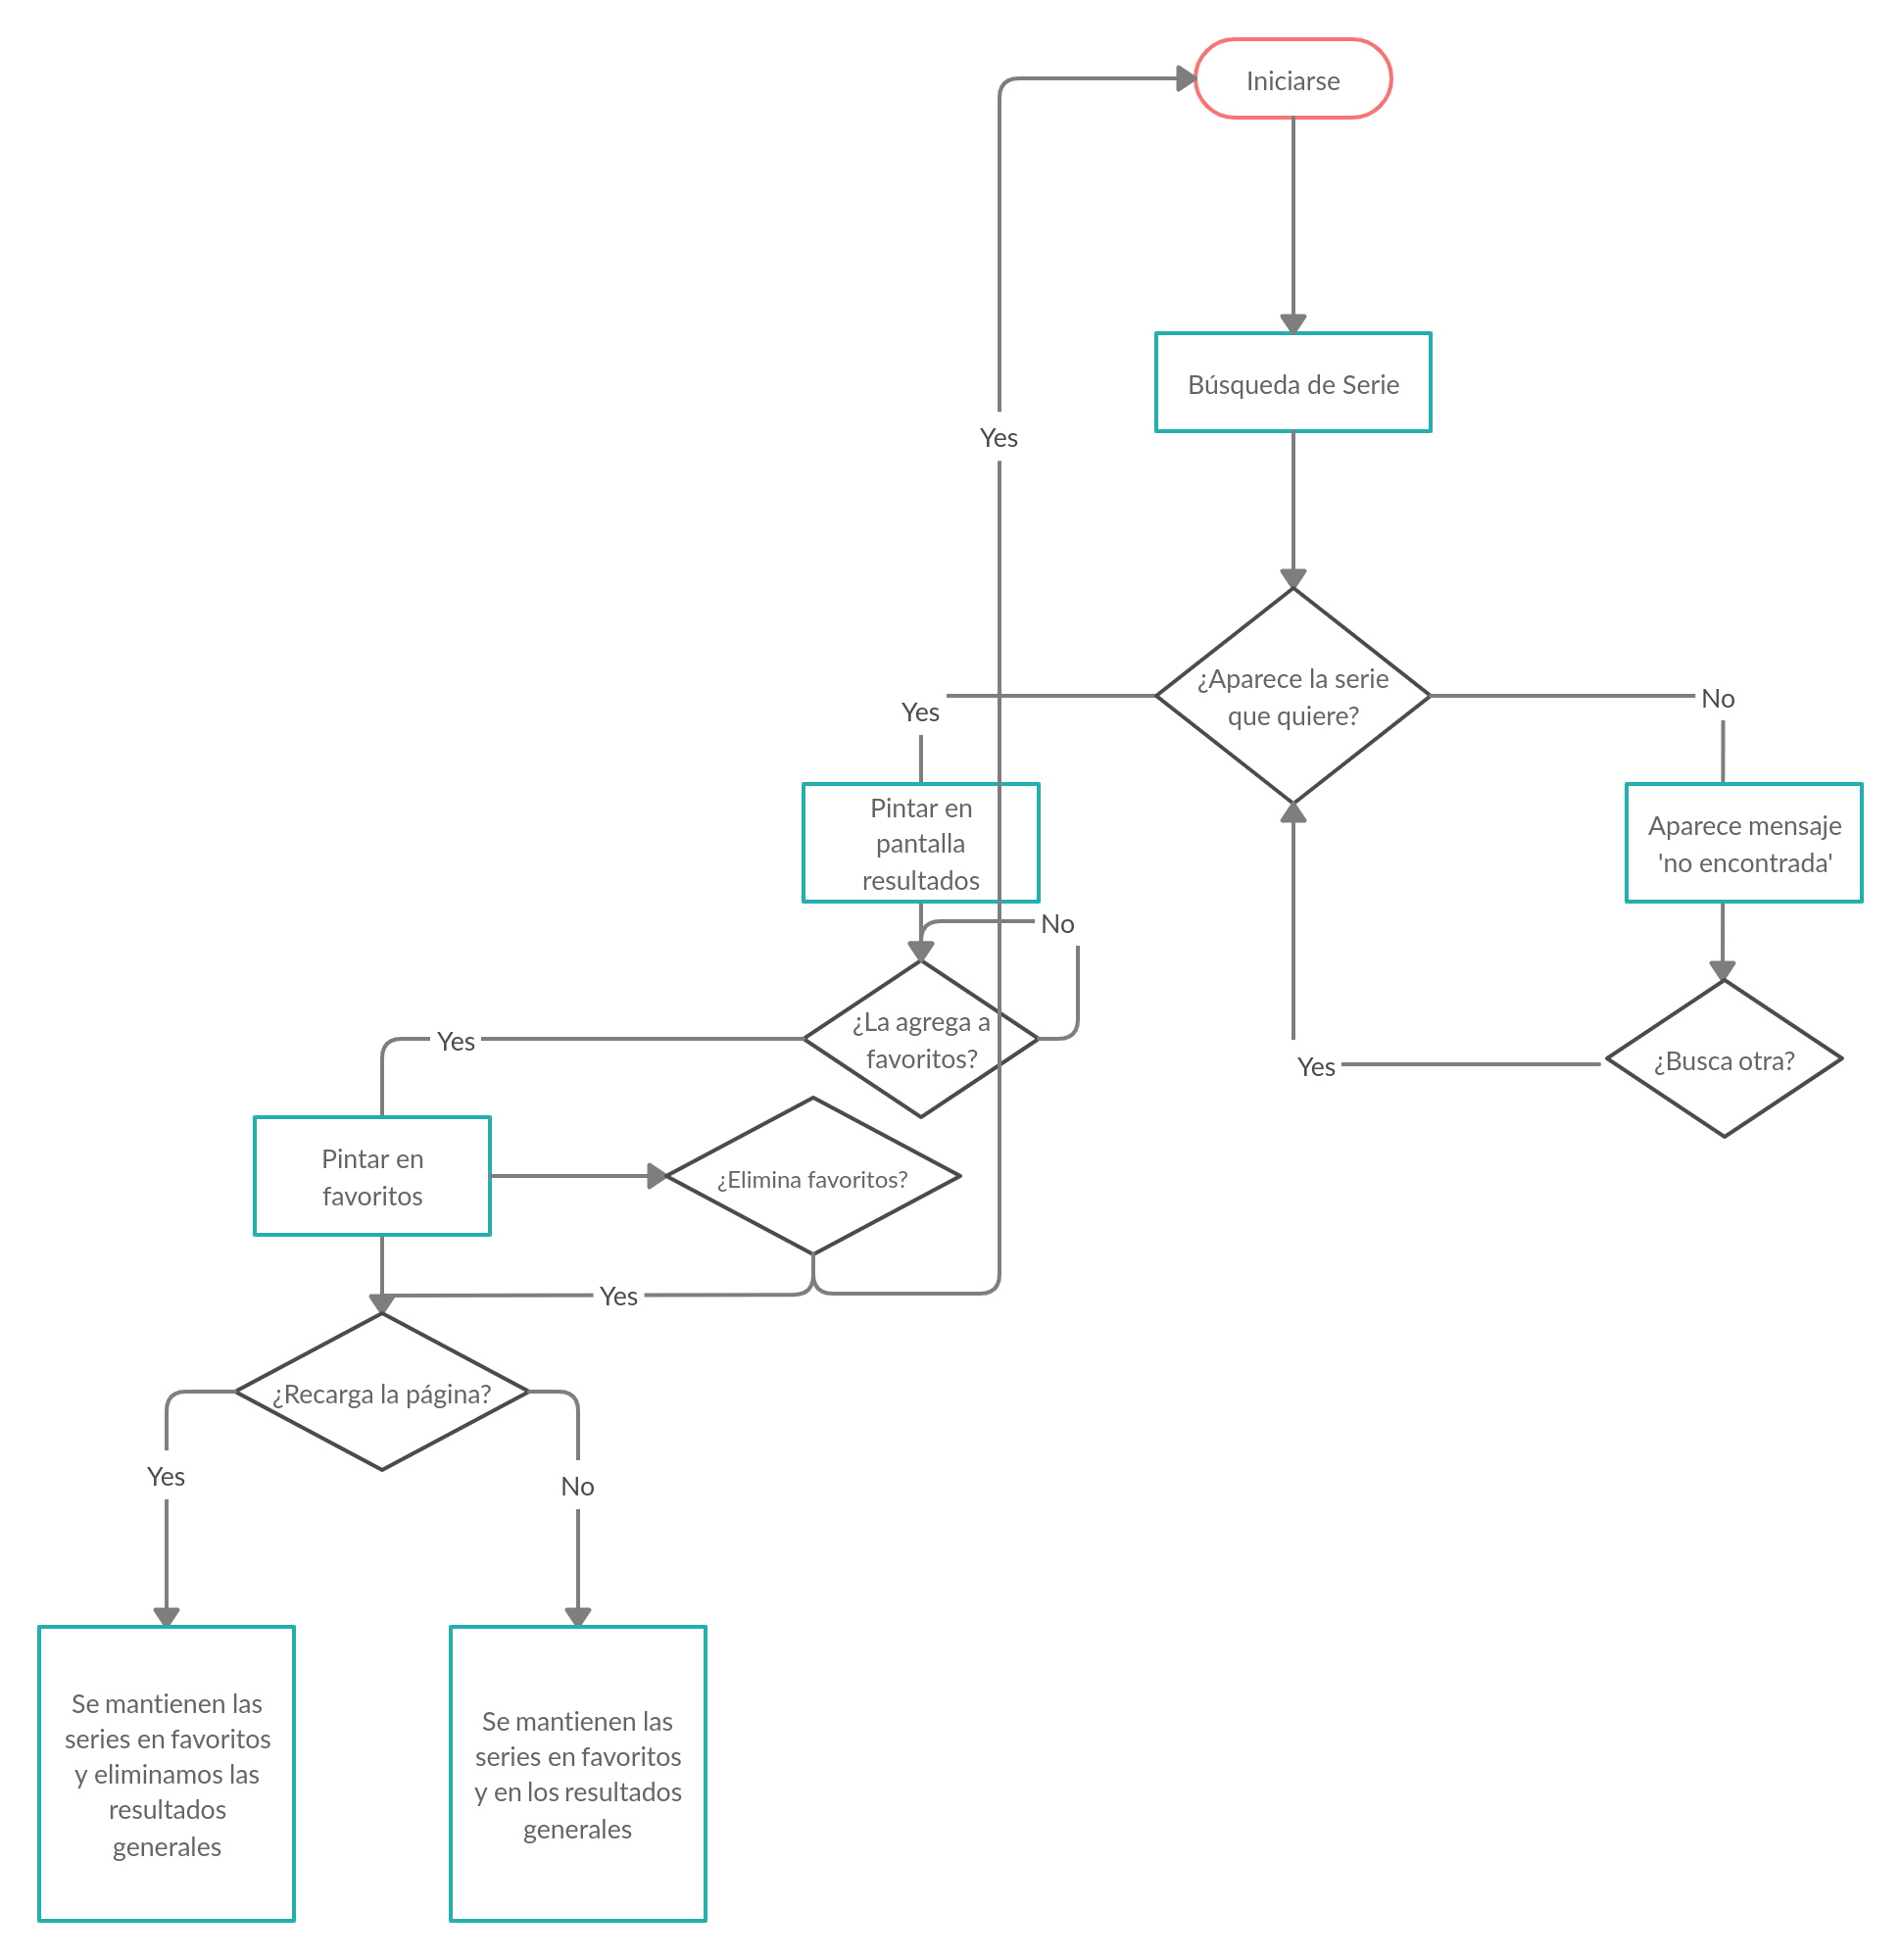 Iniciarse
Búsqueda de Serie
Yes
¿Aparece la serie
que quiere?
Yes
No
Pintar en
pantalla
resultados
Aparece mensaje
'no encontrada'
No
¿La agrega a
favoritos?
Yes
¿Busca otra?
Yes
Pintar en
favoritos
¿Elimina favoritos?
Yes
¿Recarga la página?
Yes
No
Se mantienen las
series en favoritos
y eliminamos las
resultados
generales
Se mantienen las
series en favoritos
y en los resultados
generales